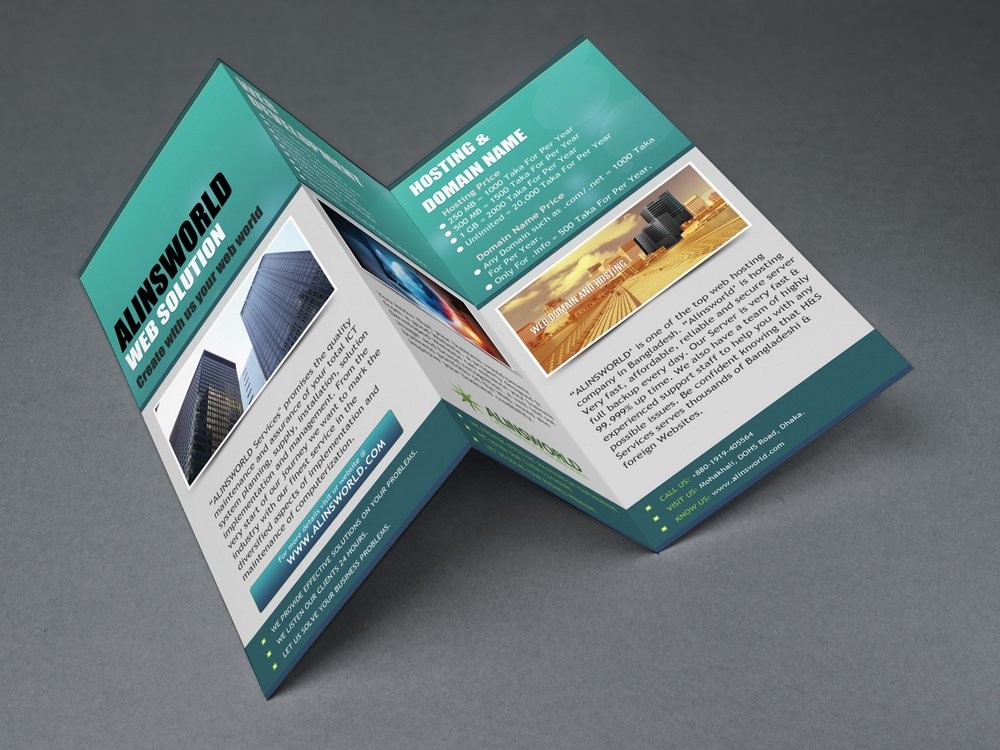 ALINSWORLD
WEB SOLUTION
Create with us your web world
"ALINSWORLD Services' promises the quality
maintenance and assurance of your total ICT
system planning, supply, installation, solution
implementation and management. From the
very start of our journey we want to mark the
industry with our finest service in the
diversified aspects of implementation and
maintenance of computerization.
For more details visit ur website @
WWW.ALINSWORLD.COM
WE PROVIDE EFFECTIVE SOLUTIONS ON YOUR PROBLEMS.
WE LISTEN OUR CLIENTS 24 HOURS.
LET US SOLVE YOUR BUSINESS PROBLEMS.
WEB
DEVELOPMENT
ALINSWORLD
HOSTING &
DOMAIN NAME
Hosting Price
250 MB = 1000 Taka For Per Year
500 MB = 1500 Taka For Per Year
1 GB = 2000 Taka For Per Year
Unlimited = 20,000 Taka For Per Year
Domain Name Price
Any Domain such as .com/ .net = 1000 Taka
For Per Year.
Only For .info = 500 Taka For Per Year.
WEB DOMAIN AND HOSTING
"ALINSWORLD" is one of the top web hosting
company in Bangladesh. "Alinsworld" is hosting
Very fast, affordable, reliable and secure server
full backup every day. Our Server is very fast &
99.999% up time. We also have a team of highly
experienced support staff to help you with any
possible issues. Be confident knowing that H&S
Services serves thousands of Bangladeshi &
foreign Websites.
CALL US: +880-1919-405564
VISIT US: Mohakhali, DOHS Road, Dhaka.
KNOW US: www.alinsworld.com